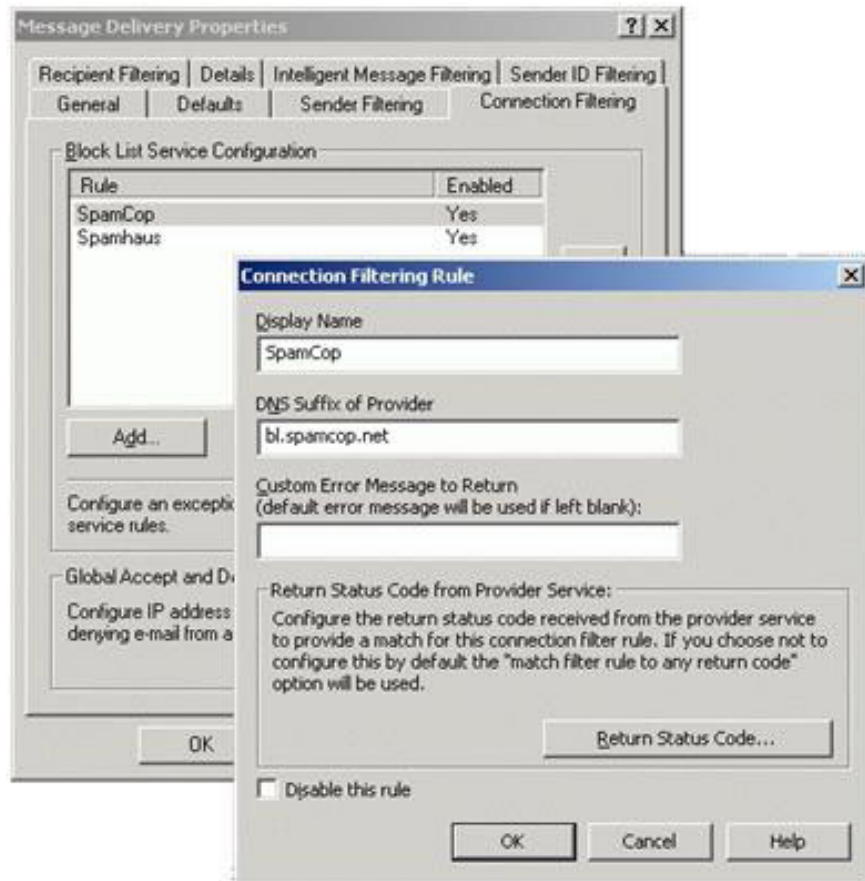 Message Delivery Properties
Recipient Filtering Details Intelligent Message Filtering Sender ID Filtering
General Defaults Sender Filtering Connection Filtering
Block List Service Configuration
Rule Enabled
SpamCop Yes
Spamhaus Yes
Add...
Configure an exceptio
service rules.
Global Accept and D
Configure IP address
denying e-mail from a
OK
Connection Filtering Rule
Display Name
SpamCop
DNS Suffix of Provider
bl.spamcop.net
Custom Error Message to Return
(default error message will be used if left blank):
Return Status Code from Provider Service:
Configure the return status code received from the provider service
to provide a match for this connection filter rule. If you choose not to
configure this by default the "match filter rule to any return code"
option will be used.
Return Status Code...
Disable this rule
OK Cancel Help